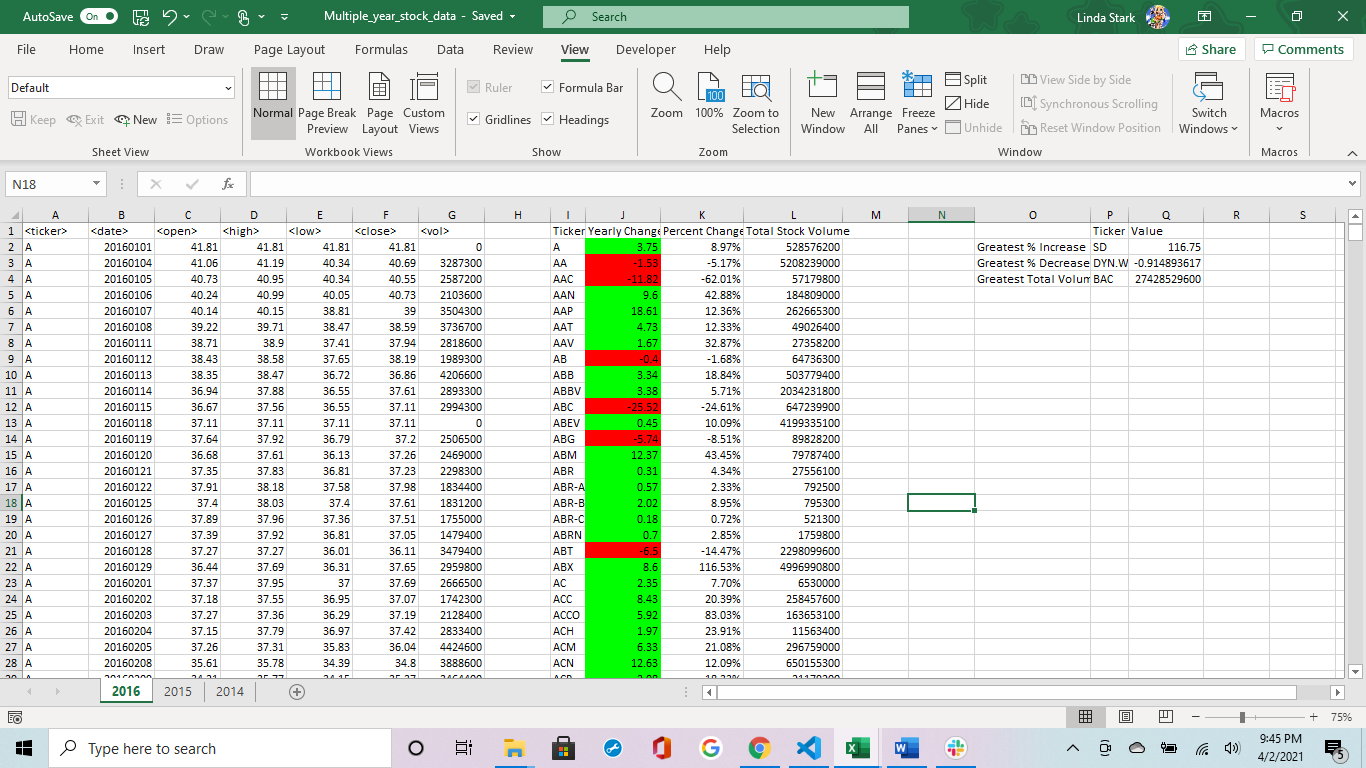 AutoSave On Multiple_year_stock_data - Saved Search Linda Stark
File Home Insert Draw Page Layout Formulas Data Review View Developer Help Share Comments
Default
Keep Exit New Options
Sheet View
Normal Page Break Preview Page Layout Custom Views
Workbook Views
Ruler Formula Bar
Gridlines Headings
Show
Zoom 100 100% Zoom to Selection
Zoom
New Window Arrange All Freeze Panes
Split
Hide
Unhide
View Side by Side
Synchronous Scrolling
Reset Window Position
Switch Windows
Window
Macros
Macros
N18 fx
A B C D E F G H I J K L M N O P Q R S
1 <ticker> <date> <open> <high> <low> <close> <vol> Ticker Yearly Change Percent Change Total Stock Volume Ticker Value
2 A 20160101 41.81 41.81 41.81 41.81 0 A 3.75 8.97% 528576200 Greatest % Increase SD 116.75
3 A 20160104 41.06 41.19 40.34 40.69 3287300 AA -1.53 -5.17% 5208239000 Greatest % Decrease DYN.W -0.914893617
4 A 20160105 40.73 40.95 40.34 40.55 2587200 AAC -11.82 -62.01% 57179800 Greatest Total Volum BAC 27428529600
5 A 20160106 40.24 40.99 40.05 40.73 2103600 AAN 9.6 42.88% 184809000
6 A 20160107 40.14 40.15 38.81 39 3504300 AAP 18.61 12.36% 262665300
7 A 20160108 39.22 39.71 38.47 38.59 3736700 AAT 4.73 12.33% 49026400
8 A 20160111 38.71 38.9 37.41 37.94 2818600 AAV 1.67 32.87% 27358200
9 A 20160112 38.43 38.58 37.65 38.19 1989300 AB -0.4 -1.68% 64736300
10 A 20160113 38.35 38.47 36.72 36.86 4206600 ABB 3.34 18.84% 503779400
11 A 20160114 36.94 37.88 36.55 37.61 2893300 ABBV 3.38 5.71% 2034231800
12 A 20160115 36.67 37.56 36.55 37.11 2994300 ABC -25.52 -24.61% 647239900
13 A 20160118 37.11 37.11 37.11 37.11 0 ABEV 0.45 10.09% 4199335100
14 A 20160119 37.64 37.92 36.79 37.2 2506500 ABG -5.74 -8.51% 89828200
15 A 20160120 36.68 37.61 36.13 37.26 2469000 ABM 12.37 43.45% 79787400
16 A 20160121 37.35 37.83 36.81 37.23 2298300 ABR 0.31 4.34% 27556100
17 A 20160122 37.91 38.18 37.58 37.98 1834400 ABR-A 0.57 2.33% 792500
18 A 20160125 37.4 38.03 37.4 37.61 1831200 ABR-B 2.02 8.95% 795300
19 A 20160126 37.89 37.96 37.36 37.51 1755000 ABR-C 0.18 0.72% 521300
20 A 20160127 37.39 37.92 36.81 37.05 1479400 ABRN 0.7 2.85% 1759800
21 A 20160128 37.27 37.27 36.01 36.11 3479400 ABT -6.5 -14.47% 2298099600
22 A 20160129 36.44 37.69 36.31 37.65 2959800 ABX 8.6 116.53% 4996990800
23 A 20160201 37.37 37.95 37 37.69 2666500 AC 2.35 7.70% 6530000
24 A 20160202 37.18 37.55 36.95 37.07 1742300 ACC 8.43 20.39% 258457600
25 A 20160203 37.27 37.36 36.29 37.19 2128400 ACCO 5.92 83.03% 163653100
26 A 20160204 37.15 37.79 36.97 37.42 2833400 ACH 1.97 23.91% 11563400
27 A 20160205 37.26 37.31 35.83 36.04 4424600 ACM 6.33 21.08% 296759000
28 A 20160208 35.61 35.78 34.39 34.8 3888600 ACN 12.63 12.09% 650155300
2016 2015 2014
75%
Type here to search
9:45 PM
4/2/2021
5